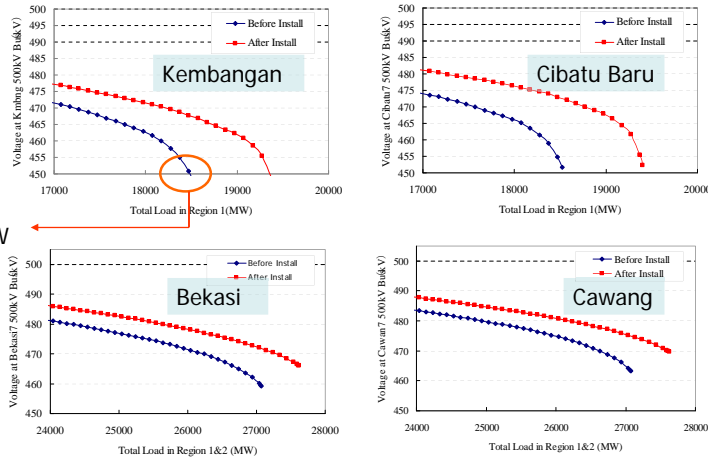 Voltage at Kmbng 500kV Bus kV
500
495
490
485
480
475
470
465
460
455
450
17000
18000
19000
20000
Total Load in Region 1(MW)
Before Install
After Install
Kembangan
Voltage at Cibatu7 500kV Bus kV
500
495
490
485
480
475
470
465
460
455
450
17000
18000
19000
20000
Total Load in Region 1 (MW)
Before Install
After Install
Cibatu Baru
Voltage at Bekasi7 500kV Bus kV
500
490
480
470
460
450
24000
25000
26000
27000
28000
Total Load in Region 1&2 (MW)
Before Install
After Install
Bekasi
Voltage at Cawan7 500kV Bus kV
500
490
480
470
460
450
24000
25000
26000
27000
28000
Total Load in Region 1&2 (MW)
Before Install
After Install
Cawang